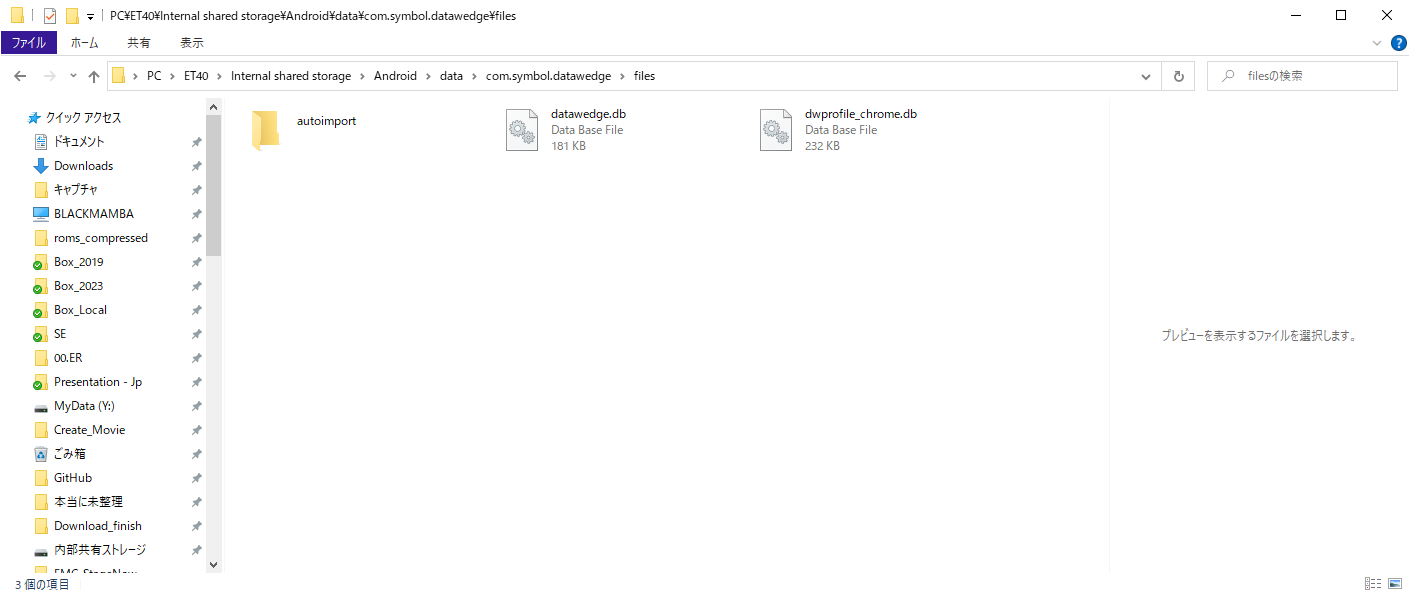 PC¥ET40¥Internal shared storage¥Android¥data¥com.symbol.datawedge¥files
ファイル ホーム 共有 表示
PC > ET40 > Internal shared storage > Android > data > com.symbol.datawedge > files
filesの検索
クイック アクセス
ドキュメント
Downloads
キャプチャ
BLACKMAMBA
roms_compressed
Box_2019
Box_2023
Box_Local
SE
00.ER
Presentation - Jp
MyData (Y:)
Create_Movie
ごみ箱
GitHub
本当に未整理
Download_finish
内部共有ストレージ
autoimport
datawedge.db
Data Base File
181 KB
dwprofile_chrome.db
Data Base File
232 KB
プレビューを表示するファイルを選択します。
3 個の項目